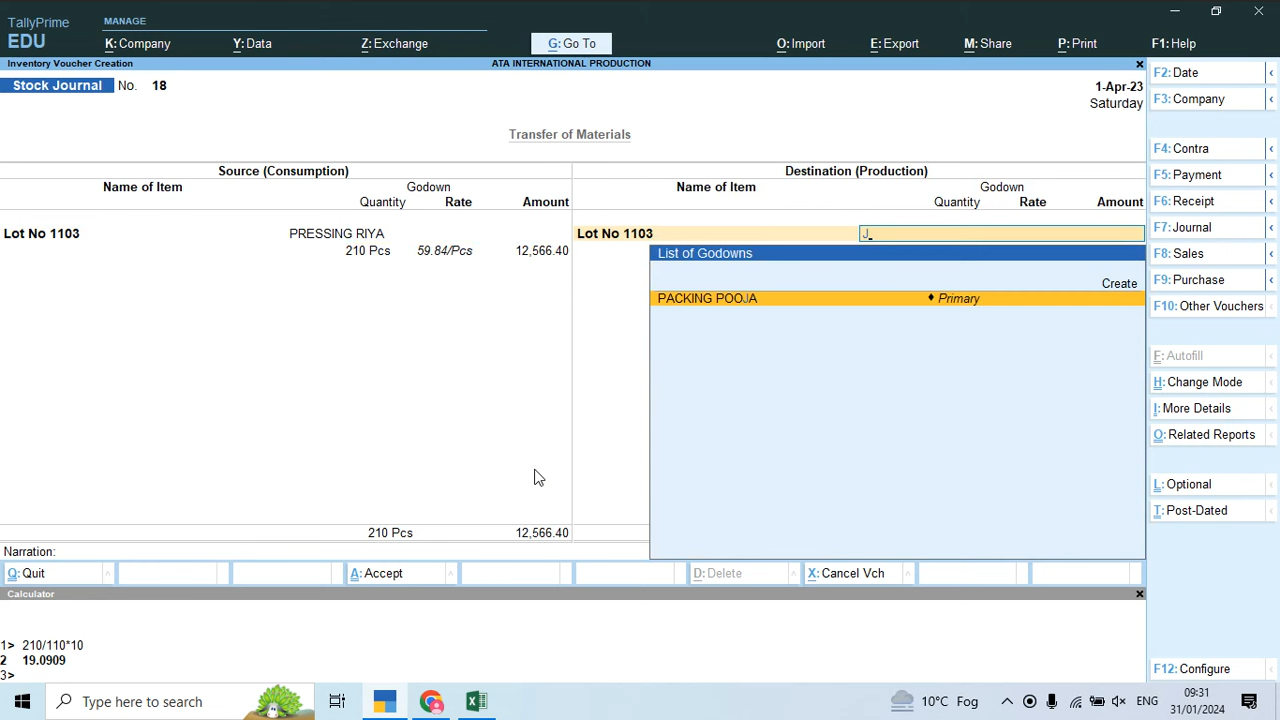 TallyPrime
EDU
MANAGE
K: Company
Y: Data
Z: Exchange
G: Go To
O: Import
E: Export
M: Share
P: Print
F1: Help
Inventory Voucher Creation
ATA INTERNATIONAL PRODUCTION
Stock Journal No. 18
1-Apr-23
Saturday
Transfer of Materials
Source (Consumption)
Destination (Production)
Name of Item
Godown
Name of Item
Godown
Quantity
Rate
Amount
Quantity
Rate
Amount
Lot No 1103
PRESSING RIYA
Lot No 1103
J
210 Pcs
59.84/Pcs
12,566.40
List of Godowns
Create
PACKING POOJA
♦ Primary
210 Pcs
12,566.40
Narration:
Q: Quit
A: Accept
D: Delete
X: Cancel Vch
Calculator
1> 210/110*10
2 19.0909
3>
F2: Date
F3: Company
F4: Contra
F5: Payment
F6: Receipt
F7: Journal
F8: Sales
F9: Purchase
F10: Other Vouchers
F: Autofill
H: Change Mode
I: More Details
O: Related Reports
L: Optional
T: Post-Dated
F12: Configure
Type here to search
10°C Fog
ENG
09:31
31/01/2024